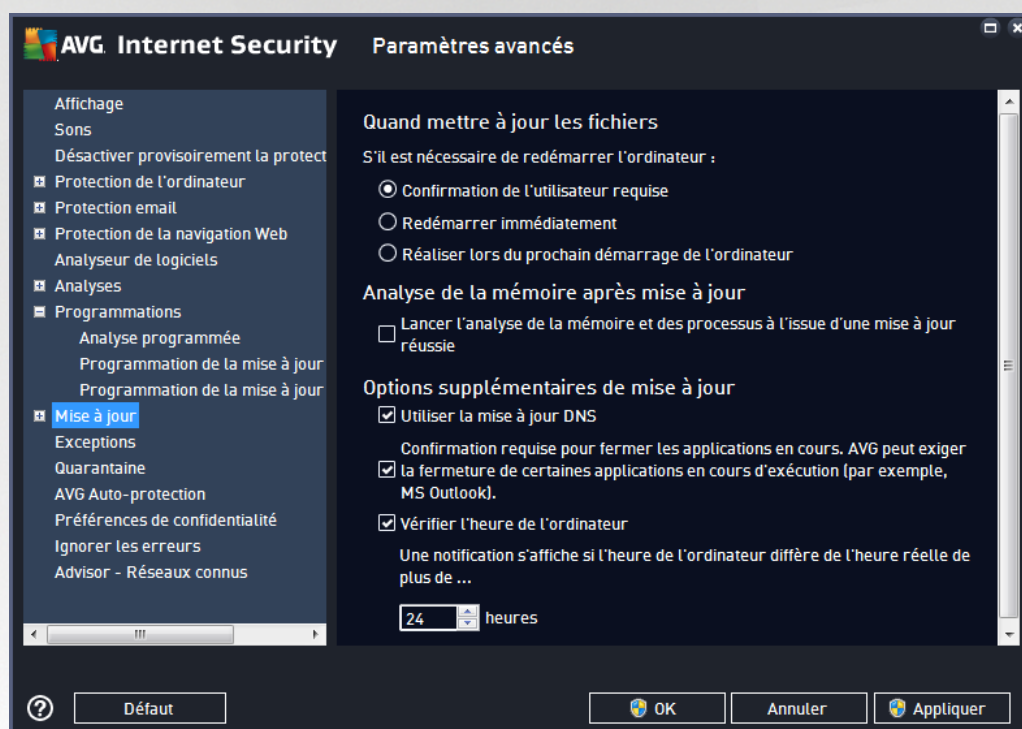 AVG. Internet Security
Paramètres avancés
Affichage
Sons
Désactiver provisoirement la protect
Protection de l'ordinateur
Protection email
Protection de la navigation Web
Analyseur de logiciels
Analyses
Programmations
Analyse programmée
Programmation de la mise à jour
Programmation de la mise à jour
Mise à jour
Exceptions
Quarantaine
AVG Auto-protection
Préférences de confidentialité
Ignorer les erreurs
Advisor - Réseaux connus
Quand mettre à jour les fichiers
S'il est nécessaire de redémarrer l'ordinateur :
Confirmation de l'utilisateur requise
Redémarrer immédiatement
Réaliser lors du prochain démarrage de l'ordinateur
Analyse de la mémoire après mise à jour
Lancer l'analyse de la mémoire et des processus à l'issue d'une mise à jour
réussie
Options supplémentaires de mise à jour
Utiliser la mise à jour DNS
Confirmation requise pour fermer les applications en cours. AVG peut exiger
la fermeture de certaines applications en cours d'exécution (par exemple,
MS Outlook).
Vérifier l'heure de l'ordinateur
Une notification s'affiche si l'heure de l'ordinateur diffère de l'heure réelle de
plus de ...
24 heures
Défaut
OK
Annuler
Appliquer